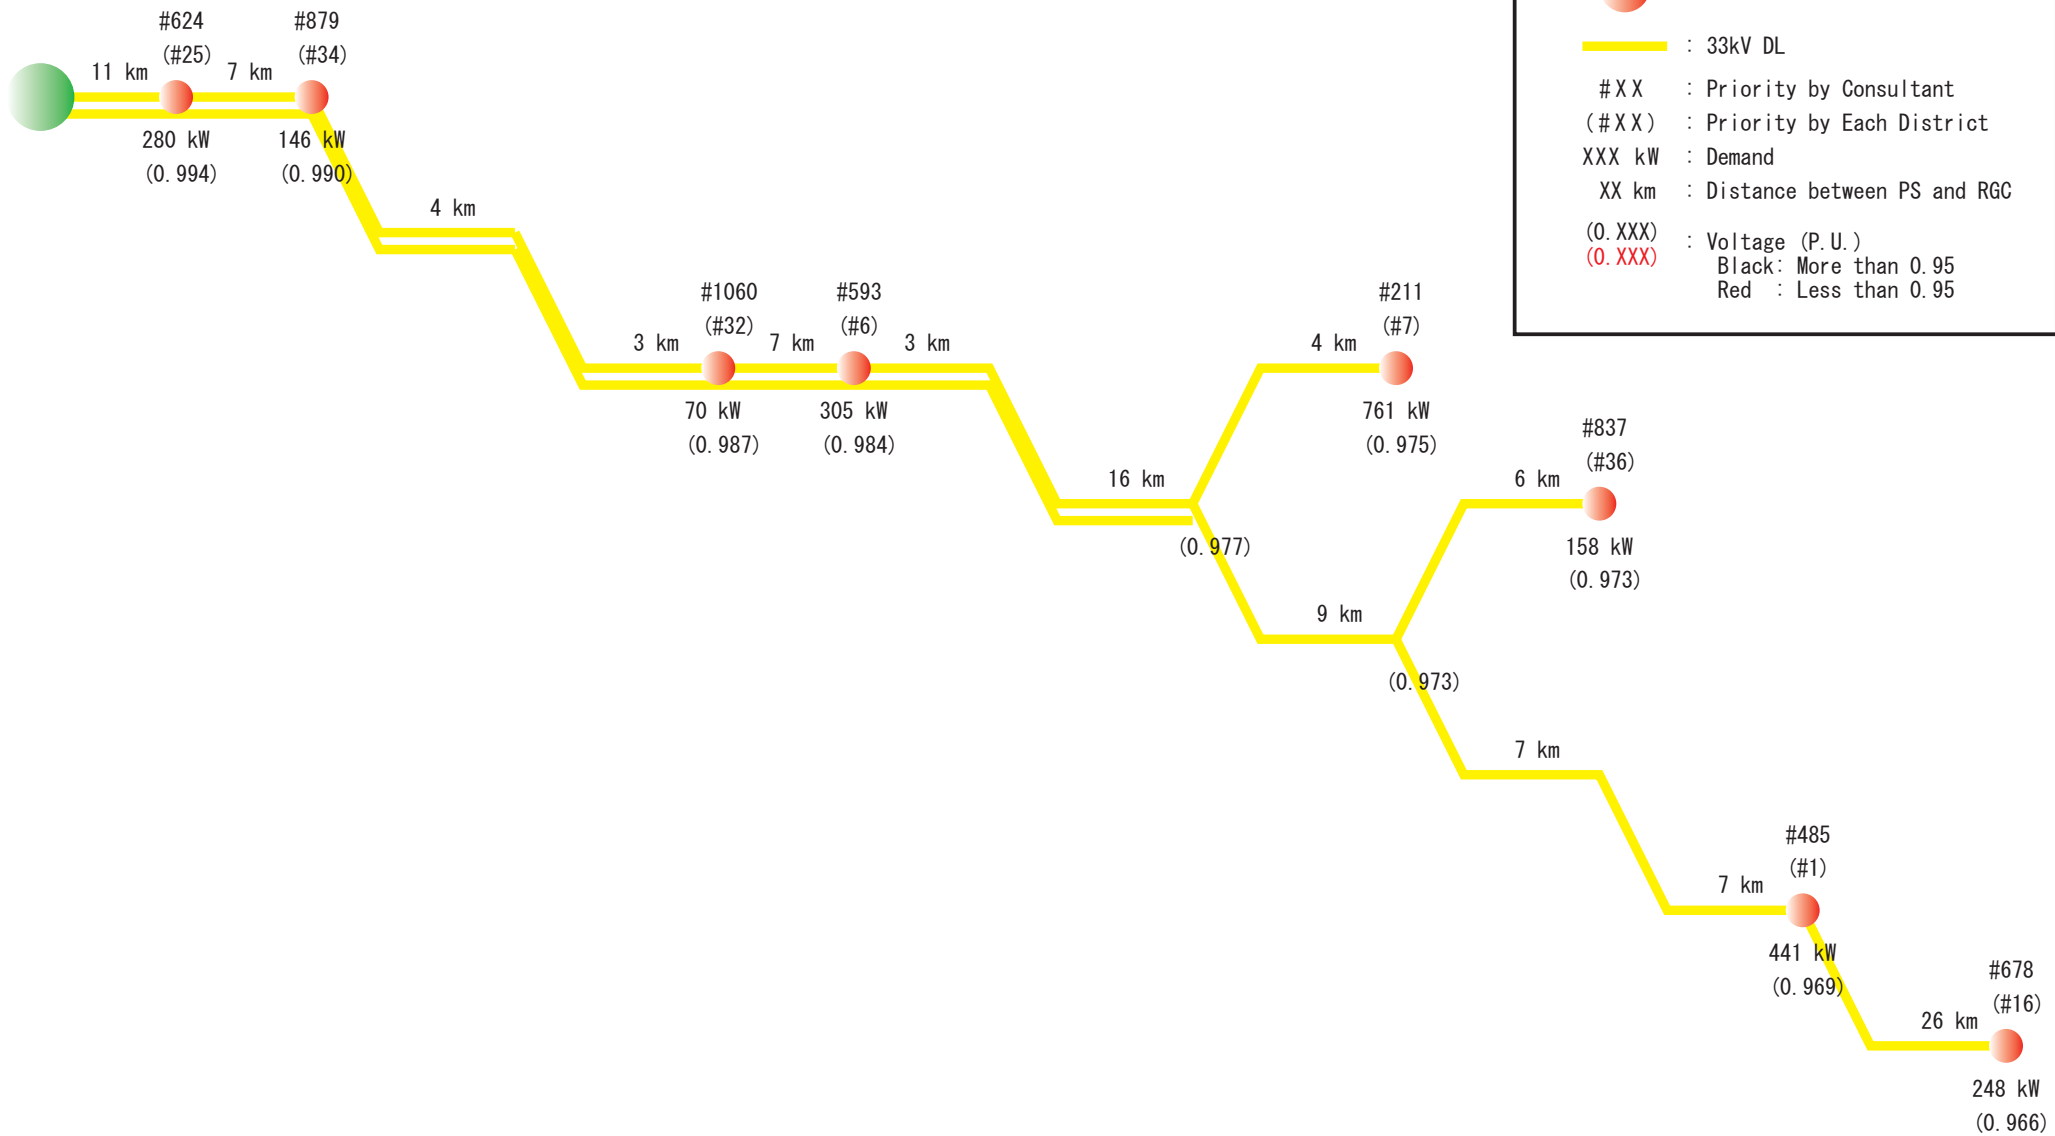 #624
(#25)
#879
(#34)
11 km
7 km
280 kW
(0.994)
146 kW
(0.990)
4 km
3 km
#1060
(#32)
7 km
#593
(#6)
3 km
70 kW
(0.987)
305 kW
(0.984)
16 km
(0.977)
4 km
#211
(#7)
761 kW
(0.975)
9 km
(0.973)
6 km
#837
(#36)
158 kW
(0.973)
7 km
7 km
#485
(#1)
441 kW
(0.969)
26 km
#678
(#16)
248 kW
(0.966)
: 33kV DL
#XX : Priority by Consultant
(#XX) : Priority by Each District
XXX kW : Demand
XX km : Distance between PS and RGC
(0.XXX)
(0.XXX)
: Voltage (P.U.)
Black: More than 0.95
Red : Less than 0.95